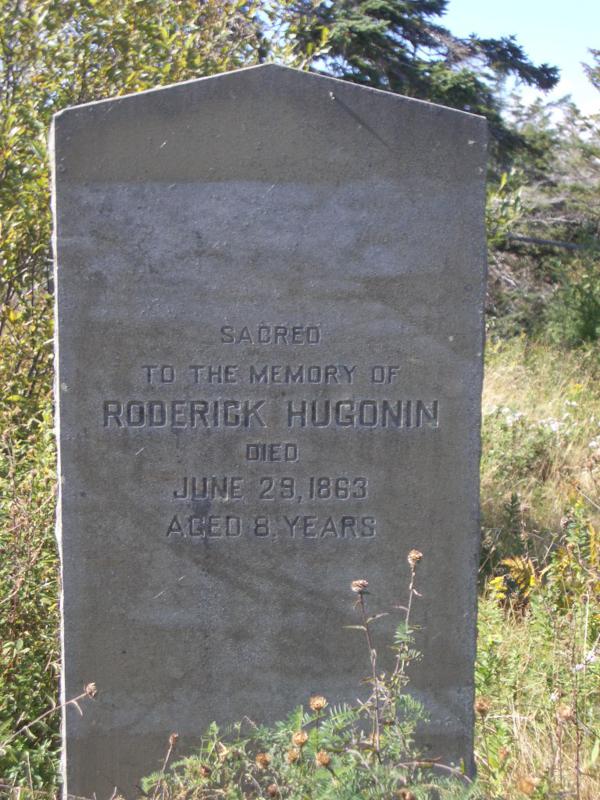 SACRED
TO THE MEMORY OF
RODERICK HUGONIN
DIED
JUNE 29, 1863
AGED 8 YEARS